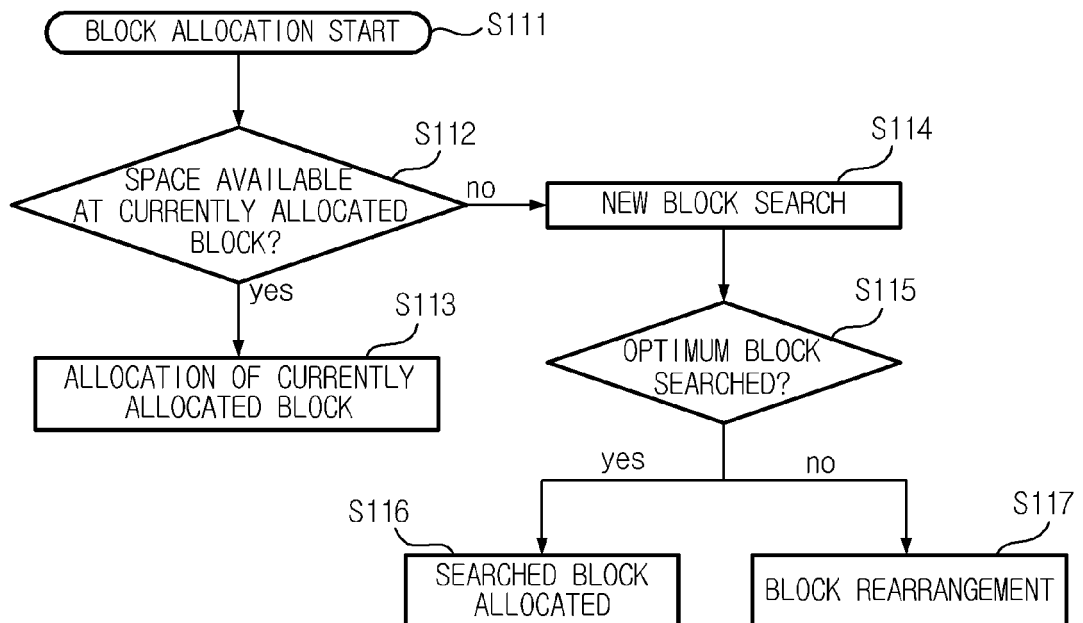 BLOCK ALLOCATION START
S111
S112
SPACE AVAILABLE
AT CURRENTLY ALLOCATED
BLOCK?
no
yes
S114
NEW BLOCK SEARCH
S113
ALLOCATION OF CURRENTLY
ALLOCATED BLOCK
S115
OPTIMUM BLOCK
SEARCHED?
yes
no
S116
SEARCHED BLOCK
ALLOCATED
S117
BLOCK REARRANGEMENT